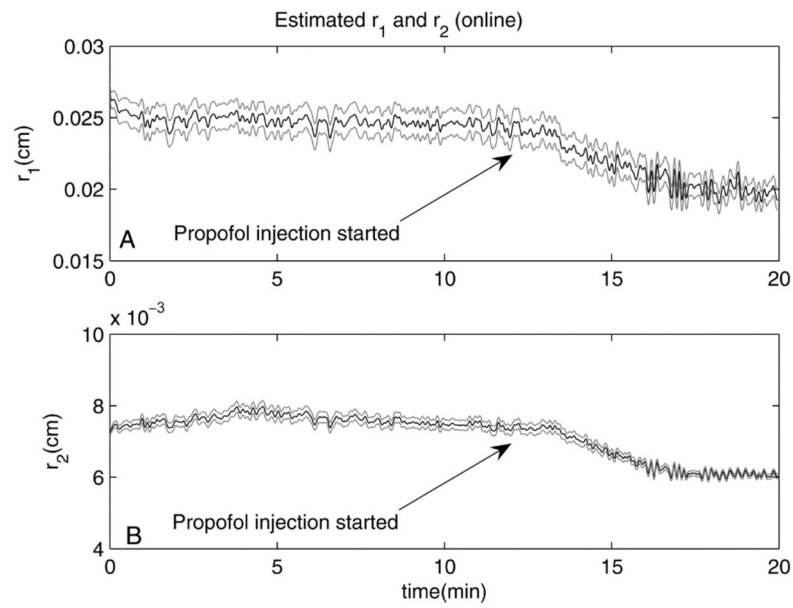 Estimated r₁ and r₂ (online)
0.03
0.025
0.02
0.015
r₁(cm)
A
Propofol injection started
0 5 10 15 20
x 10⁻³
10
8
6
4
r₂(cm)
B
Propofol injection started
0 5 10 15 20
time(min)